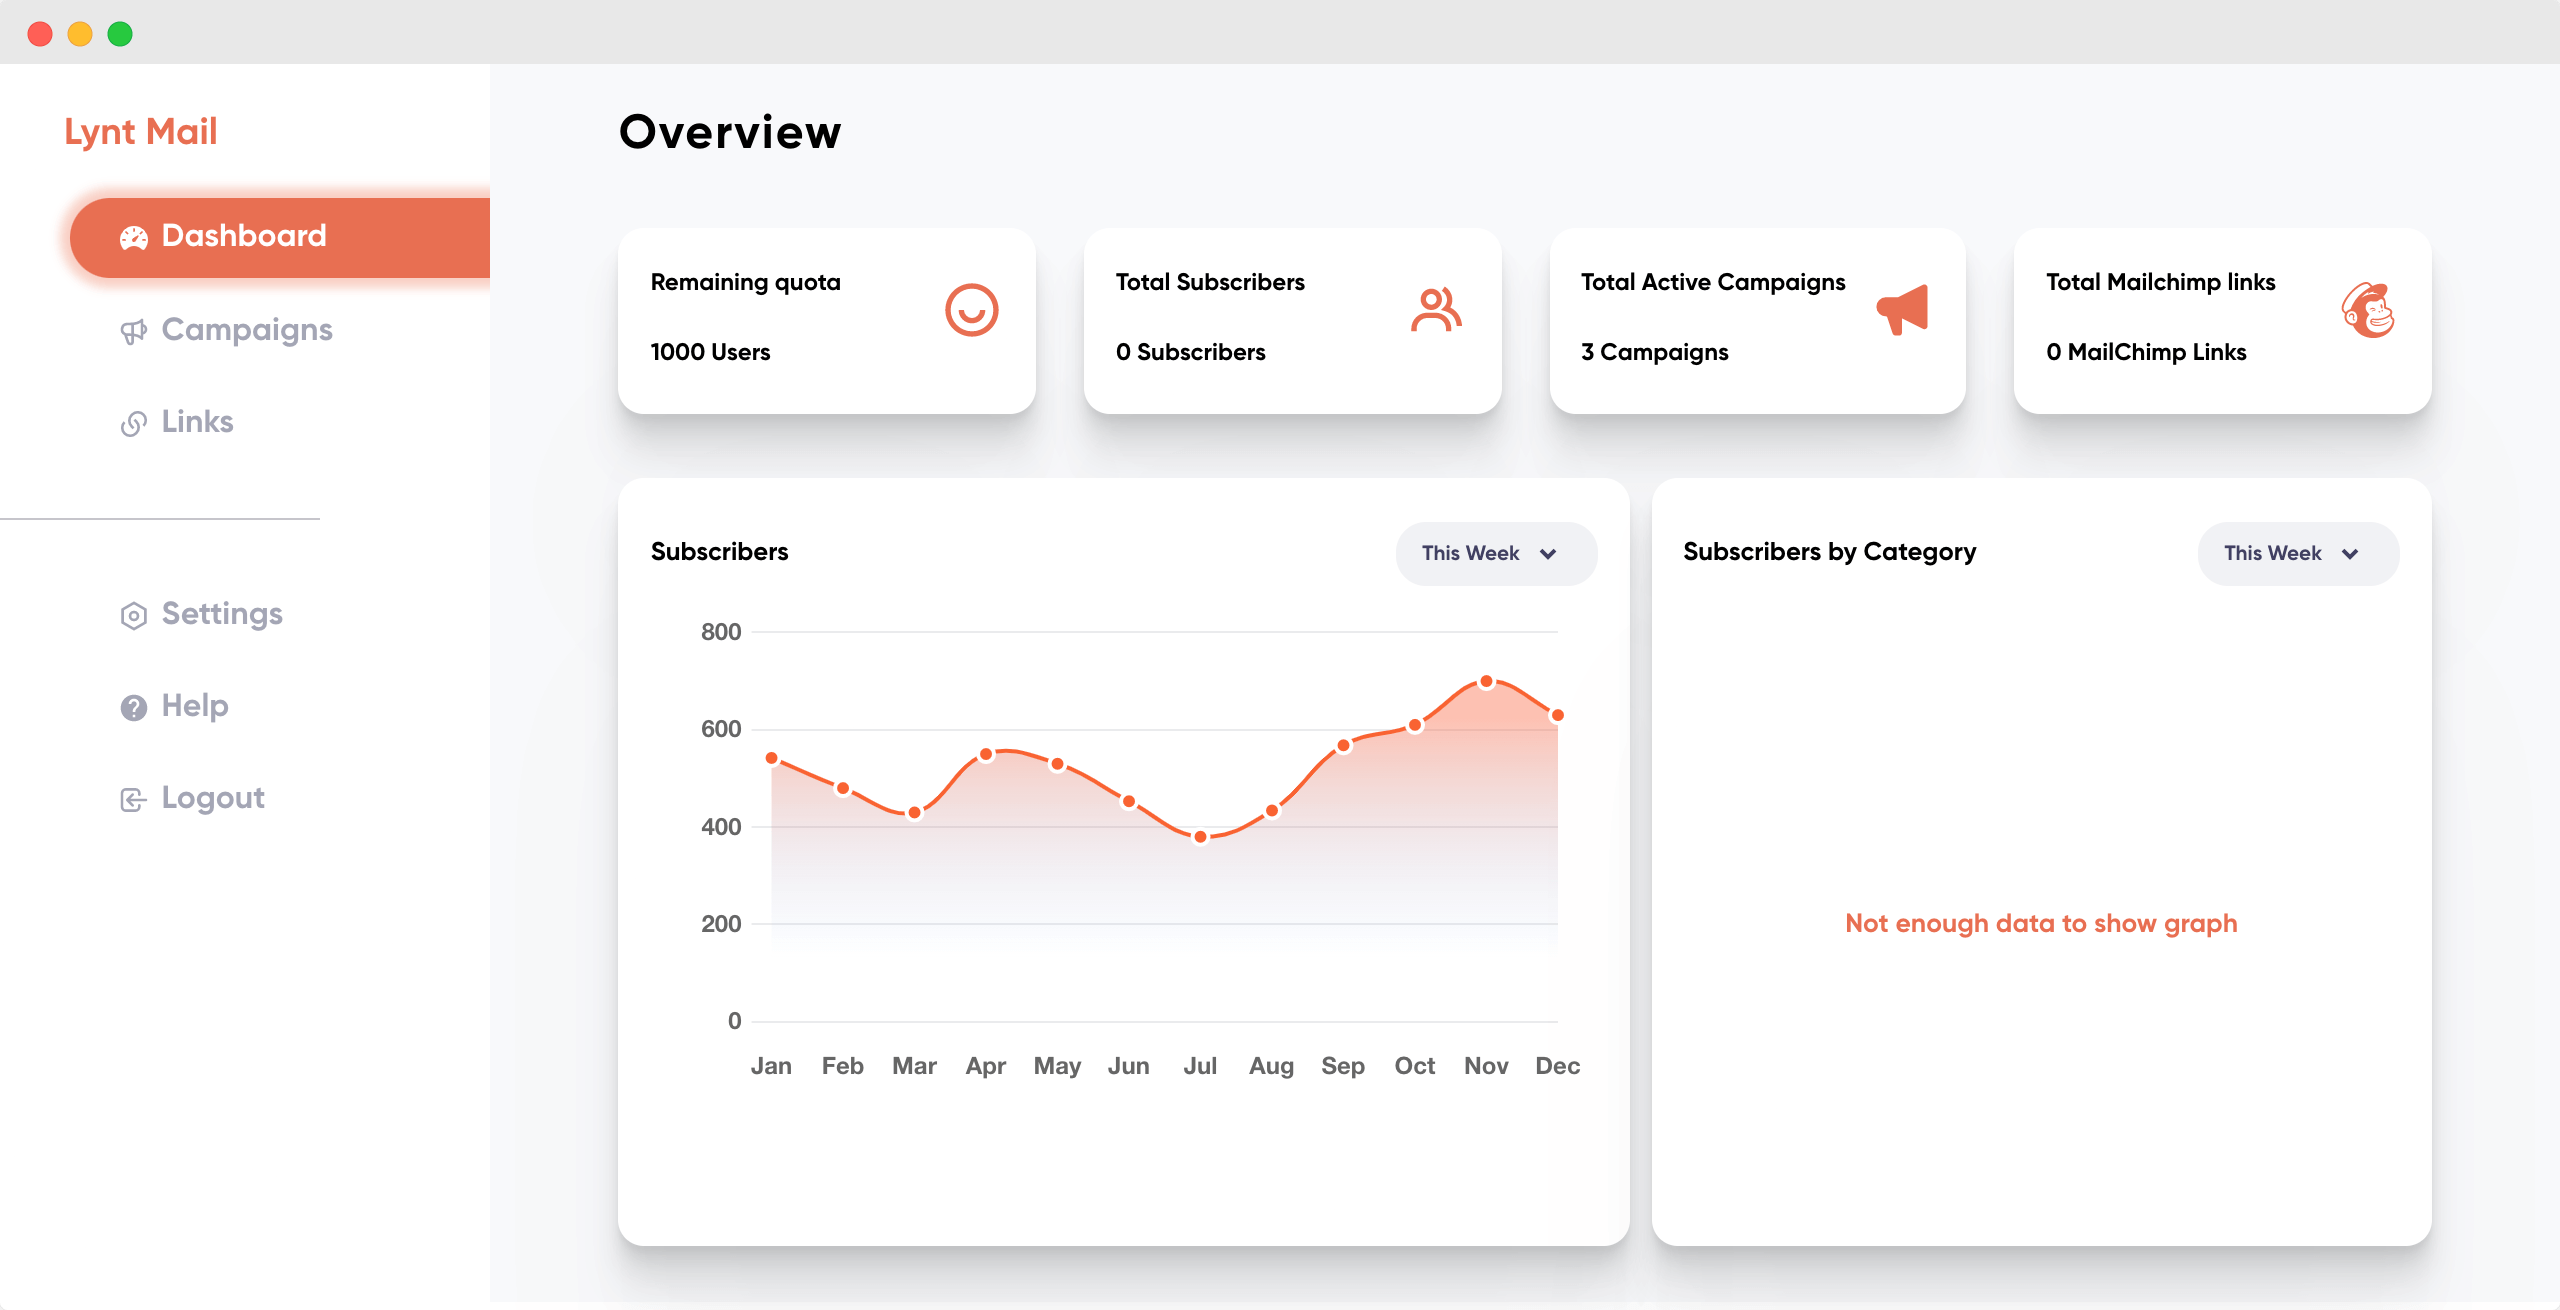 Lynt Mail
Dashboard
Campaigns
Links
Settings
Help
Logout
Overview
Remaining quota
1000 Users
Total Subscribers
0 Subscribers
Total Active Campaigns
3 Campaigns
Total Mailchimp links
0 MailChimp Links
Subscribers
This Week
800
600
400
200
0
Jan Feb Mar Apr May Jun Jul Aug Sep Oct Nov Dec
Subscribers by Category
This Week
Not enough data to show graph